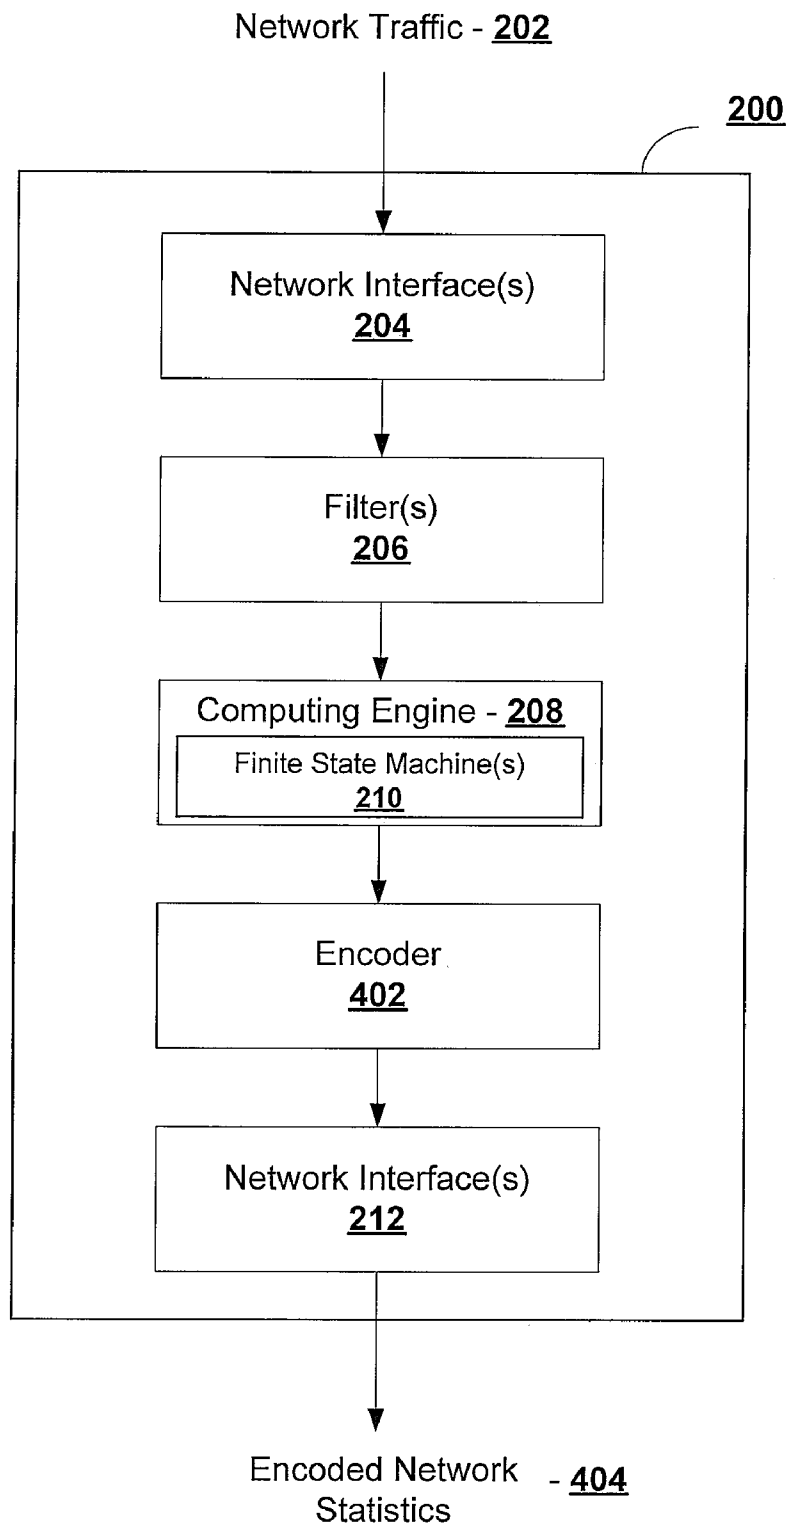 Network Traffic - 202
200
Network Interface(s)
204
Filter(s)
206
Computing Engine - 208
Finite State Machine(s)
210
Encoder
402
Network Interface(s)
212
Encoded Network - 404
Statistics